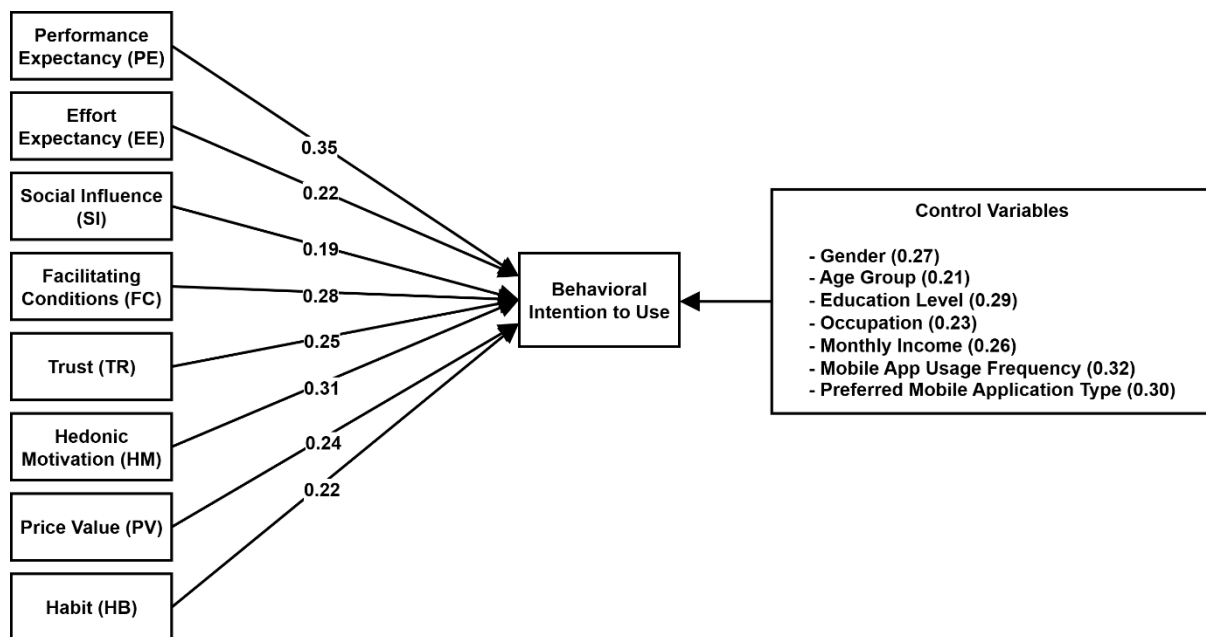 Performance
Expectancy (PE)
Effort
Expectancy (EE)
Social Influence
(SI)
Facilitating
Conditions (FC)
Trust (TR)
Hedonic
Motivation (HM)
Price Value (PV)
Habit (HB)
0.35
0.22
0.19
0.28
0.25
0.31
0.24
0.22
Behavioral
Intention to Use
Control Variables
- Gender (0.27)
- Age Group (0.21)
- Education Level (0.29)
- Occupation (0.23)
- Monthly Income (0.26)
- Mobile App Usage Frequency (0.32)
- Preferred Mobile Application Type (0.30)